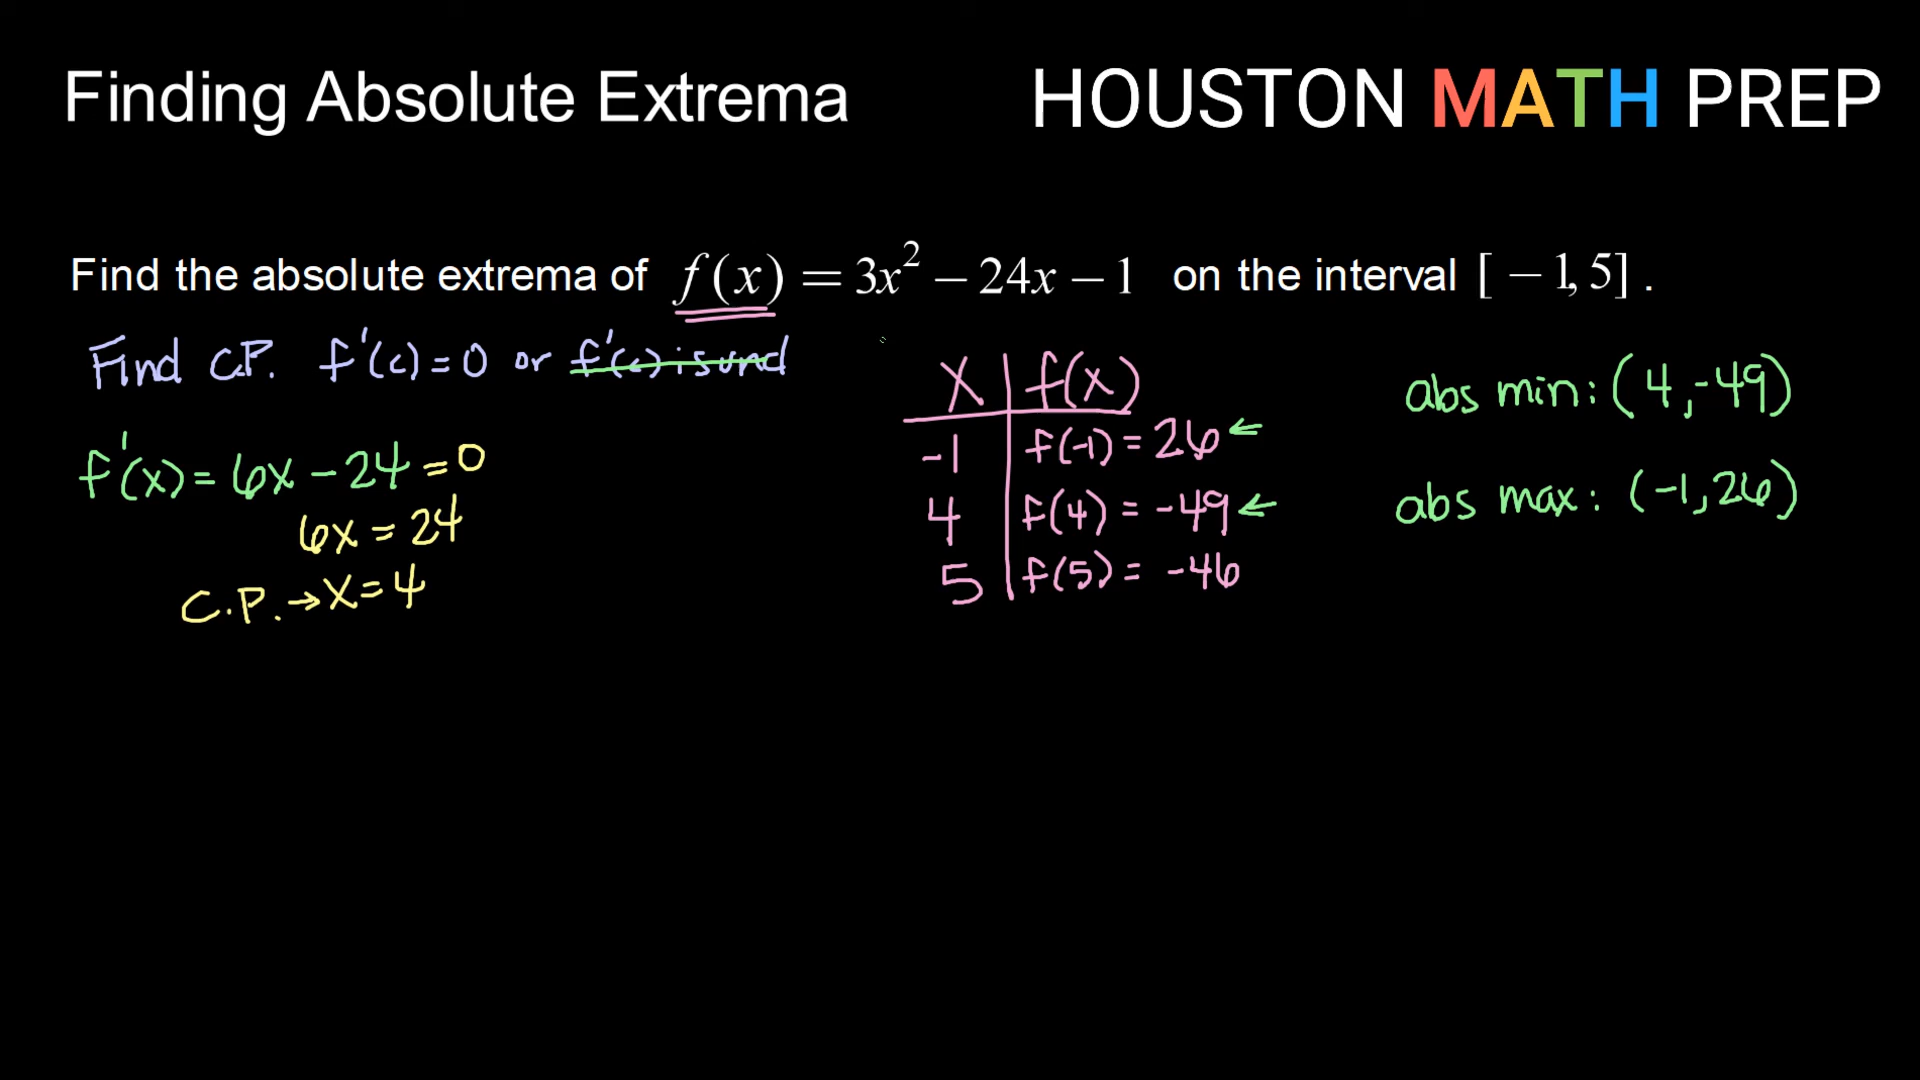 Finding Absolute Extrema
HOUSTON MATH PREP
Find the absolute extrema of f(x) = 3x² − 24x − 1 on the interval [−1,5].
Find C.P. f'(c) = 0 or f'(c) is und
f'(x) = 6x − 24 = 0
6x = 24
C.P. → x = 4
x | f(x)
-1 | f(-1) = 26 ←
4 | f(4) = -49 ←
5 | f(5) = -46
abs min: (4, -49)
abs max: (-1, 26)